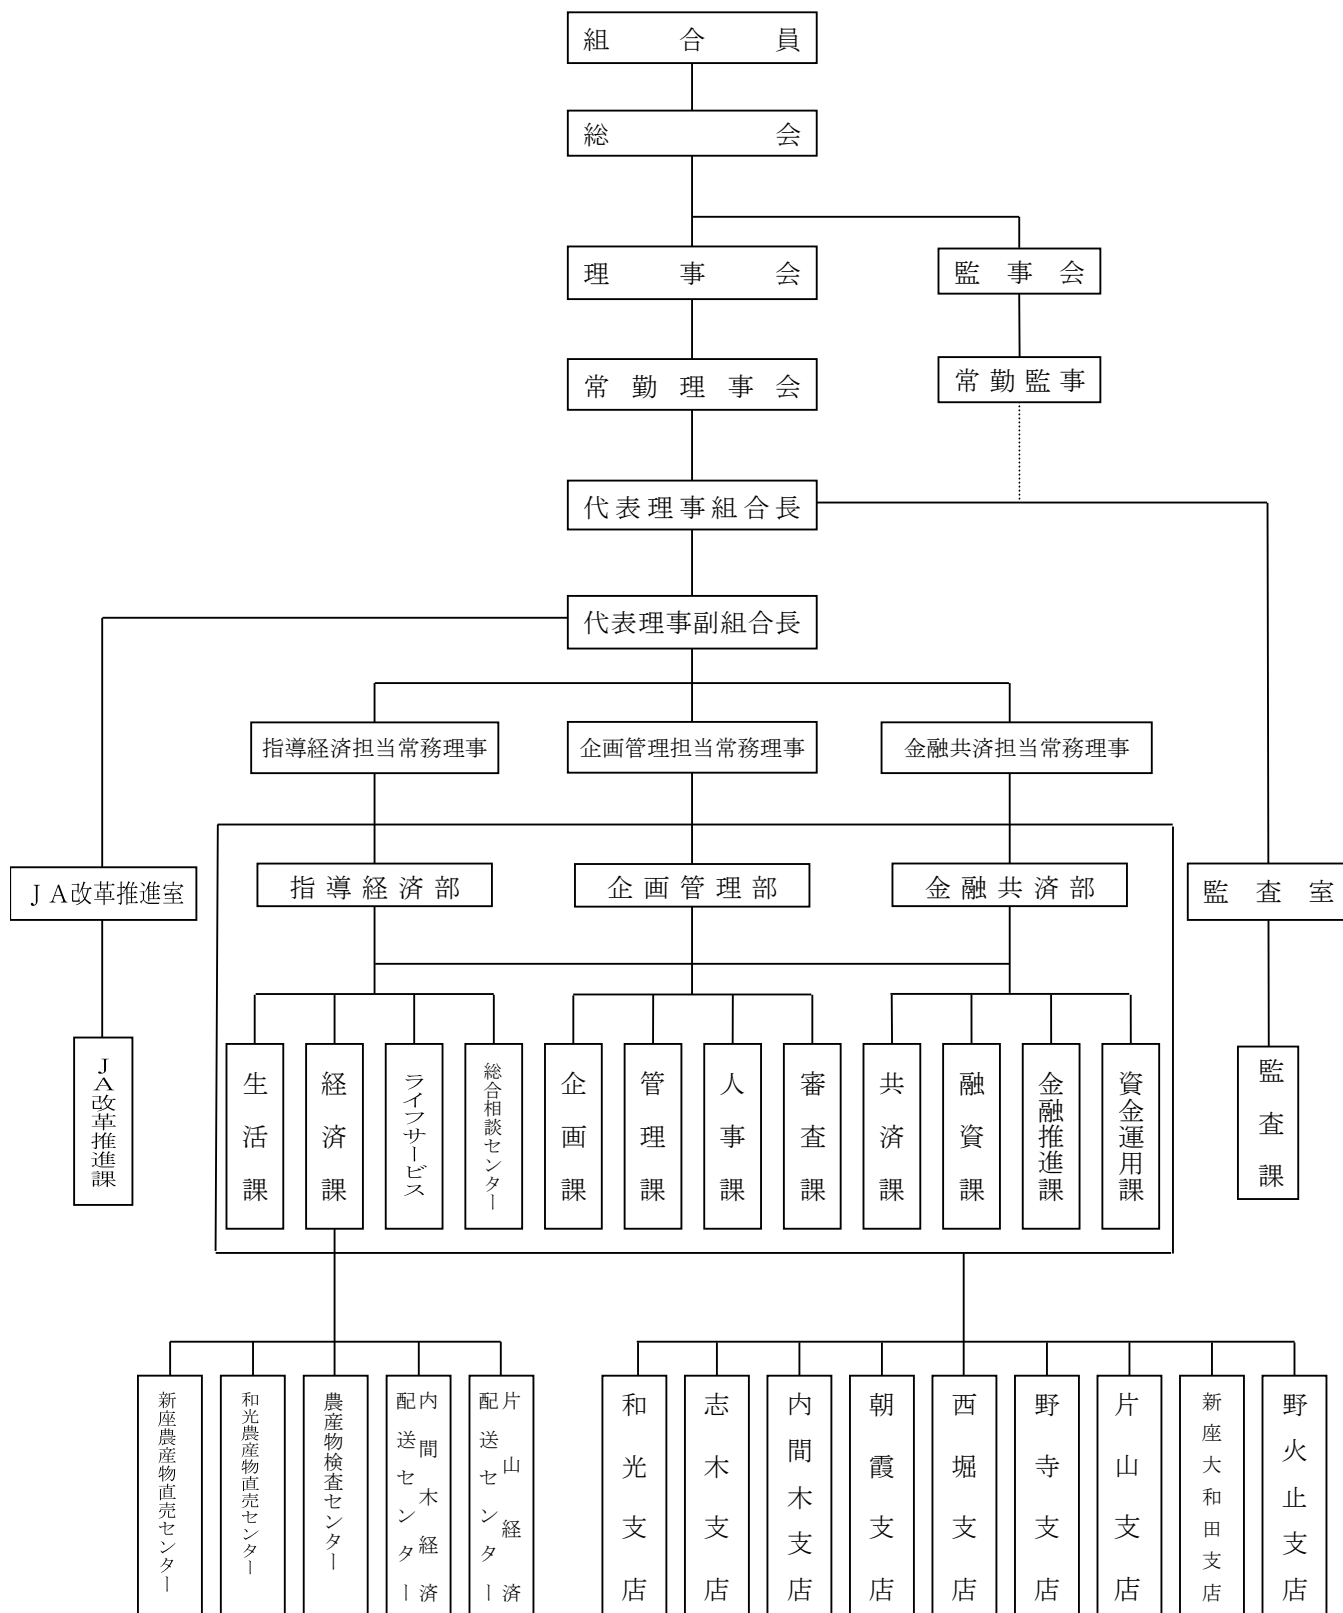 組合員
総会
理事会
監事会
常勤理事会
常勤監事
代表理事組合長
代表理事副組合長
指導経済担当常務理事
企画管理担当常務理事
金融共済担当常務理事
JA改革推進室
指導経済部
企画管理部
金融共済部
監査室
JA改革推進課
生活課
経済課
ライフサービス
総合相談センター
企画課
管理課
人事課
審査課
共済課
融資課
金融推進課
資金運用課
監査課
新座農産物直売センター
和光農産物直売センター
農産物検査センター
内間木経済
配送センター
片山経済
配送センター
和光支店
志木支店
内間木支店
朝霞支店
西堀支店
野寺支店
片山支店
新座大和田支店
野火止支店